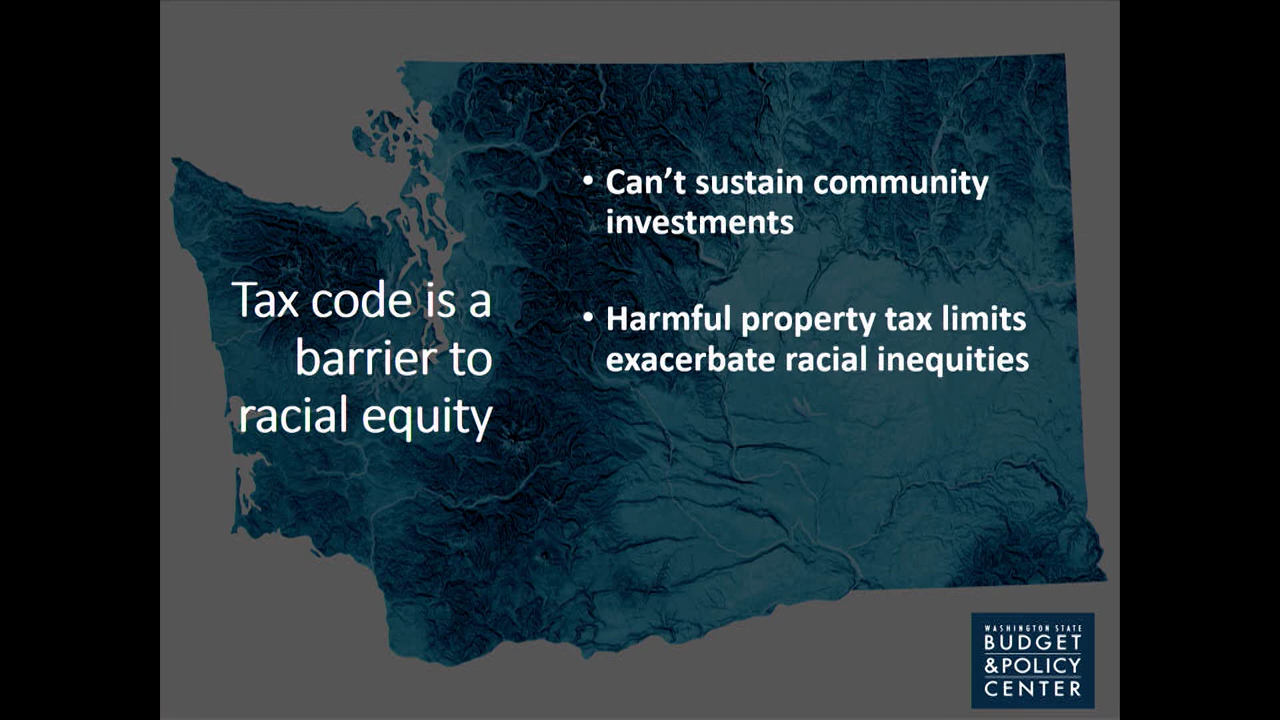 Tax code is a
barrier to
racial equity
• Can’t sustain community
investments
• Harmful property tax limits
exacerbate racial inequities
WASHINGTON STATE
BUDGET
& POLICY
CENTER